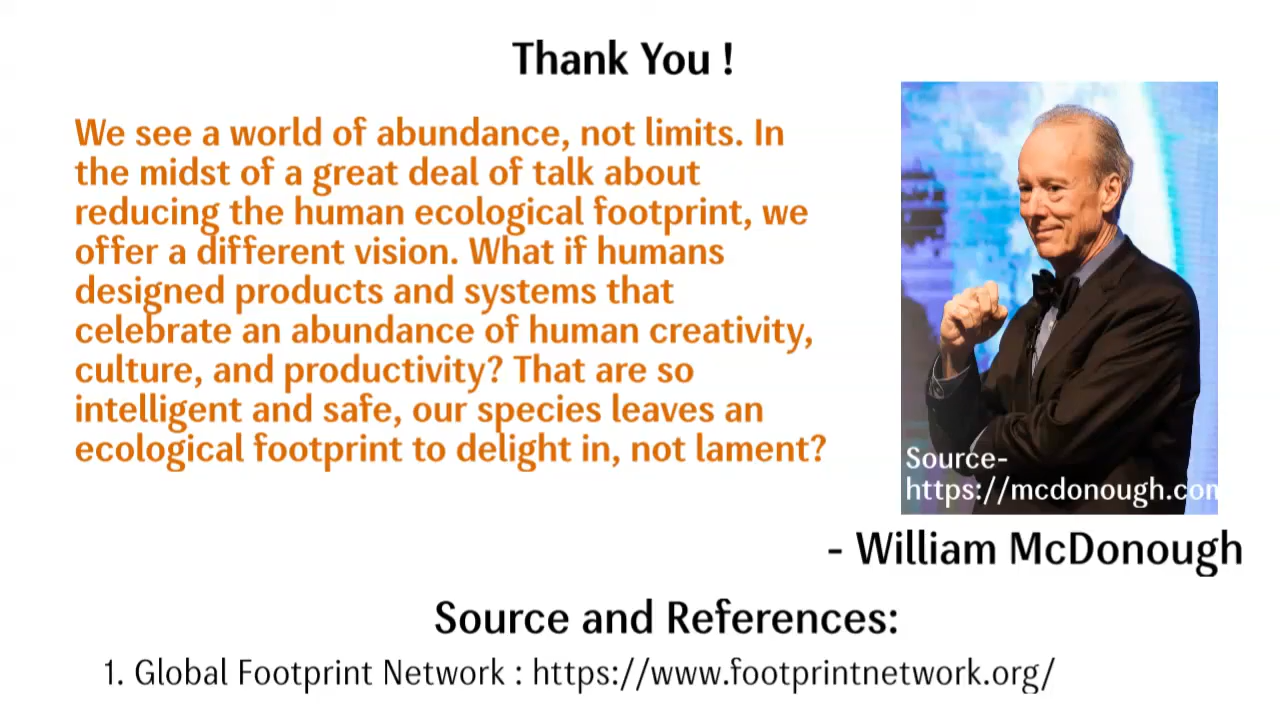 Thank You !
We see a world of abundance, not limits. In
the midst of a great deal of talk about
reducing the human ecological footprint, we
offer a different vision. What if humans
designed products and systems that
celebrate an abundance of human creativity,
culture, and productivity? That are so
intelligent and safe, our species leaves an
ecological footprint to delight in, not lament?
Source-
https://mcdonough.com
- William McDonough
Source and References:
1. Global Footprint Network : https://www.footprintnetwork.org/